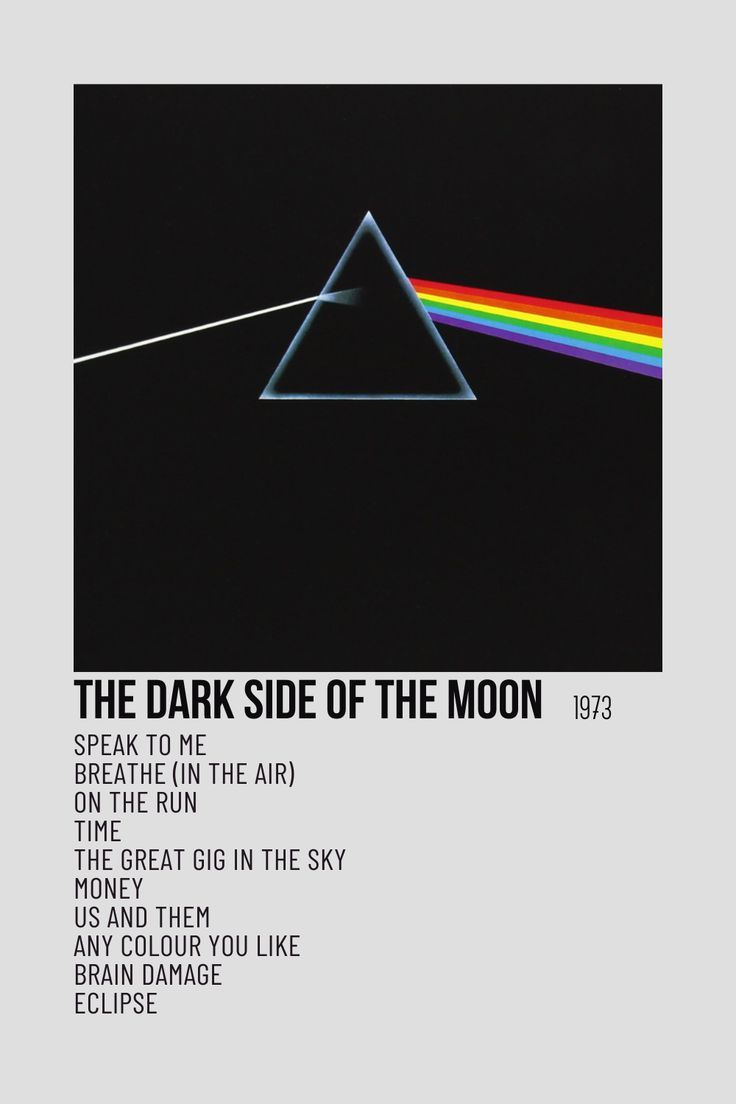 THE DARK SIDE OF THE MOON 1973
SPEAK TO ME
BREATHE (IN THE AIR)
ON THE RUN
TIME
THE GREAT GIG IN THE SKY
MONEY
US AND THEM
ANY COLOUR YOU LIKE
BRAIN DAMAGE
ECLIPSE